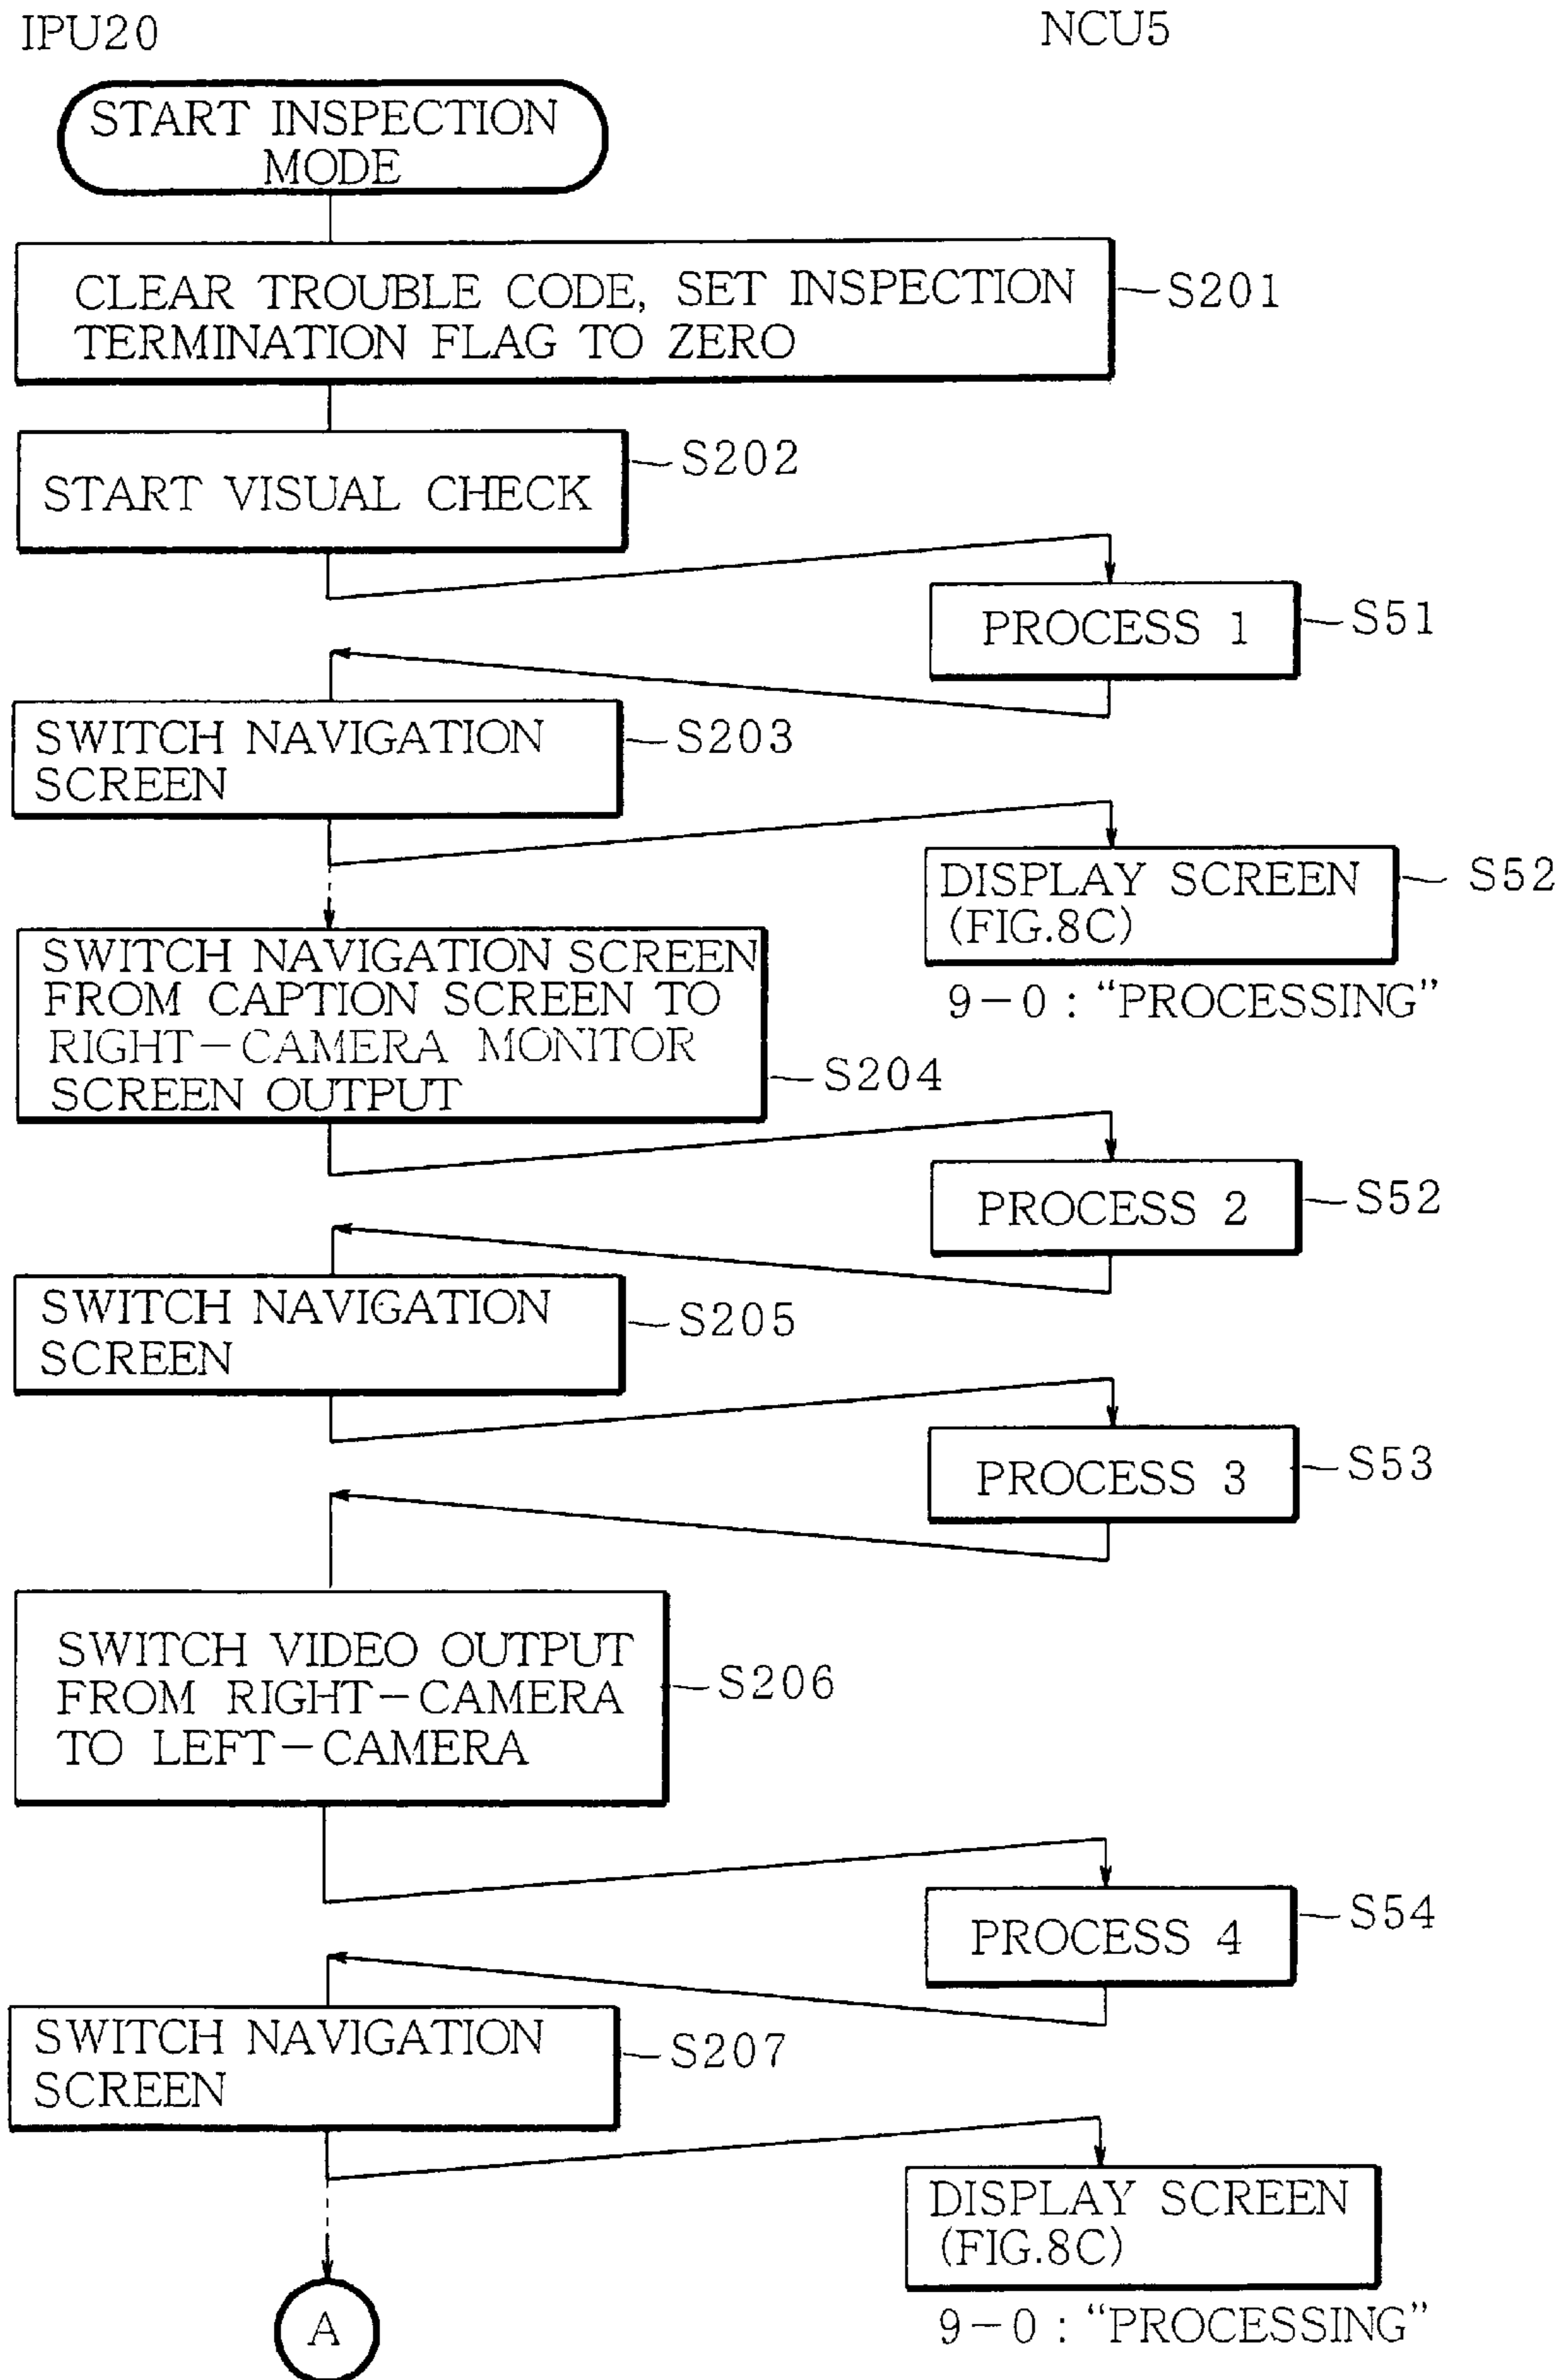 IPU20
NCU5
START INSPECTION
MODE
CLEAR TROUBLE CODE, SET INSPECTION
TERMINATION FLAG TO ZERO
S201
START VISUAL CHECK
S202
PROCESS 1
S51
SWITCH NAVIGATION
SCREEN
S203
DISPLAY SCREEN
(FIG.8C)
S52
9-0 : “PROCESSING”
SWITCH NAVIGATION SCREEN
FROM CAPTION SCREEN TO
RIGHT-CAMERA MONITOR
SCREEN OUTPUT
S204
PROCESS 2
S52
SWITCH NAVIGATION
SCREEN
S205
PROCESS 3
S53
SWITCH VIDEO OUTPUT
FROM RIGHT-CAMERA
TO LEFT-CAMERA
S206
PROCESS 4
S54
SWITCH NAVIGATION
SCREEN
S207
DISPLAY SCREEN
(FIG.8C)
9-0 : “PROCESSING”
A